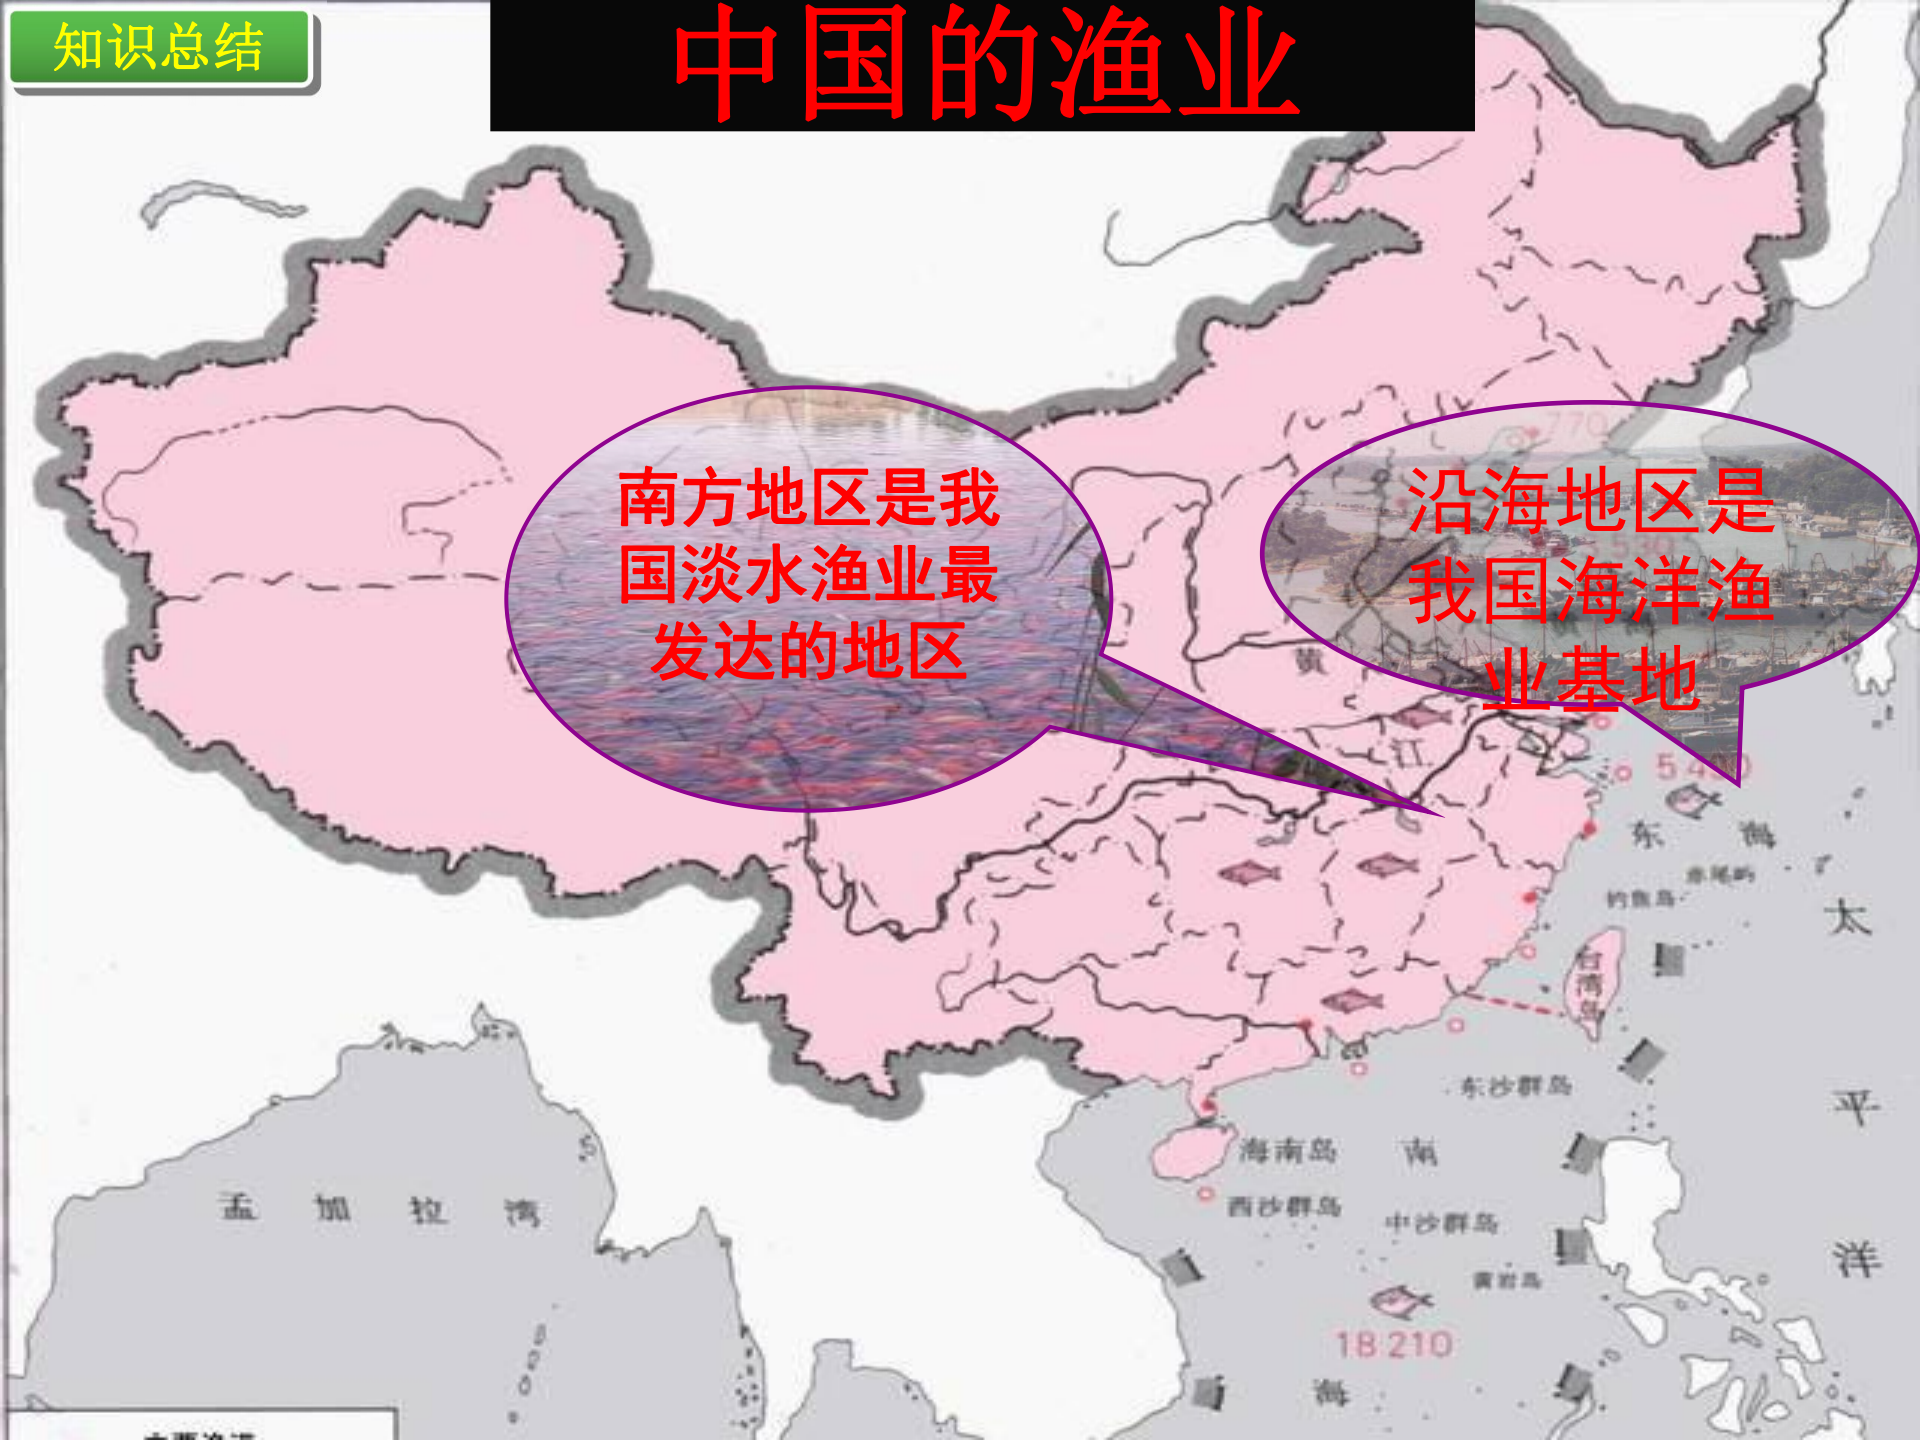 知识总结
中国的渔业
南方地区是我
国淡水渔业最
发达的地区
沿海地区是
我国海洋渔
业基地
770
黄
江
5 4
东 海
赤尾屿
钓鱼岛
太
平
洋
台湾岛
东沙群岛
海南岛
南
海
西沙群岛
中沙群岛
黄岩岛
18 210
孟 加 拉 湾